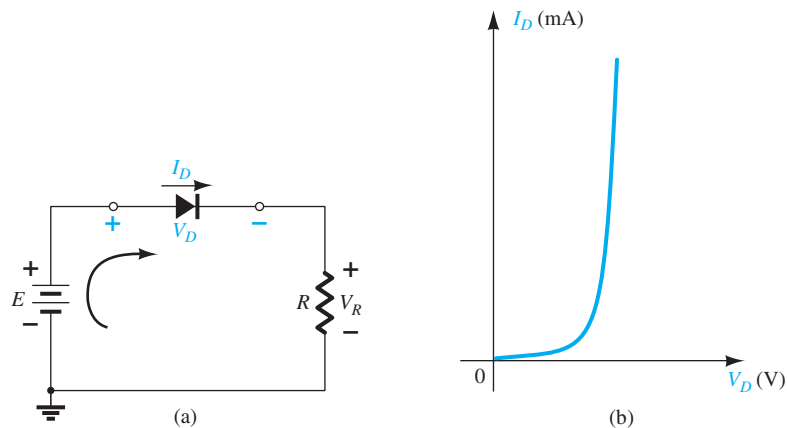 I_D
+ V_D −
+
E
−
+
R V_R
−
(a)
I_D (mA)
0
V_D (V)
(b)